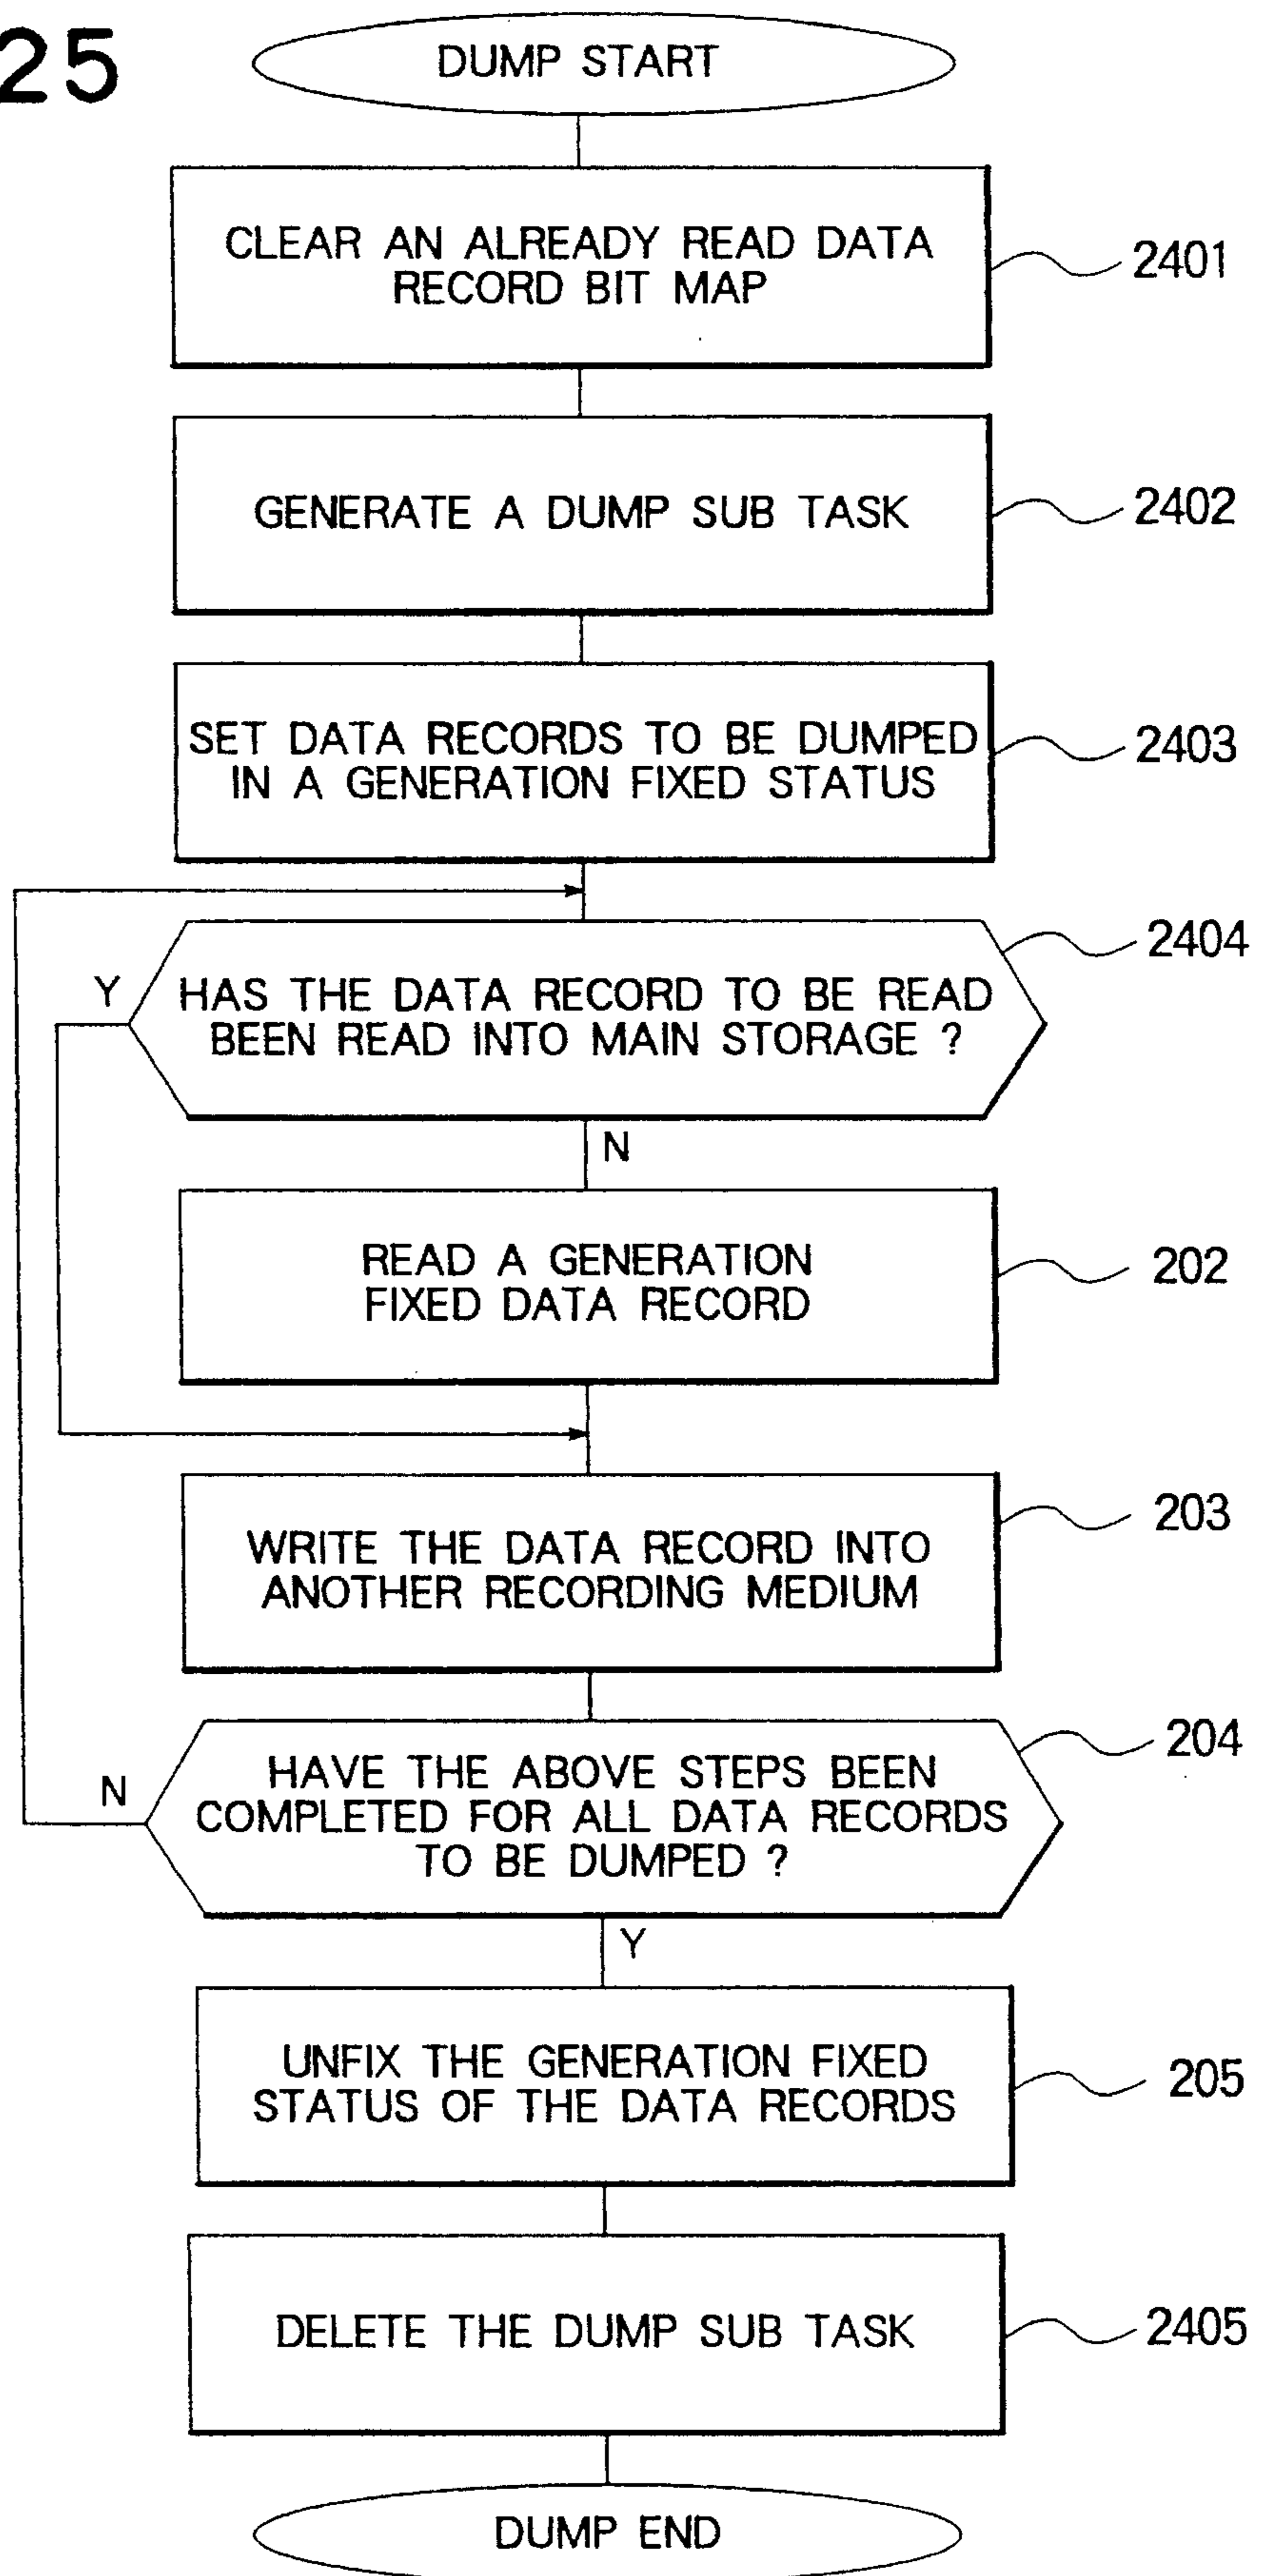 25
DUMP START
CLEAR AN ALREADY READ DATA
RECORD BIT MAP
2401
GENERATE A DUMP SUB TASK
2402
SET DATA RECORDS TO BE DUMPED
IN A GENERATION FIXED STATUS
2403
2404
Y
HAS THE DATA RECORD TO BE READ
BEEN READ INTO MAIN STORAGE ?
N
READ A GENERATION
FIXED DATA RECORD
202
203
WRITE THE DATA RECORD INTO
ANOTHER RECORDING MEDIUM
204
N
HAVE THE ABOVE STEPS BEEN
COMPLETED FOR ALL DATA RECORDS
TO BE DUMPED ?
Y
UNFIX THE GENERATION FIXED
STATUS OF THE DATA RECORDS
205
DELETE THE DUMP SUB TASK
2405
DUMP END